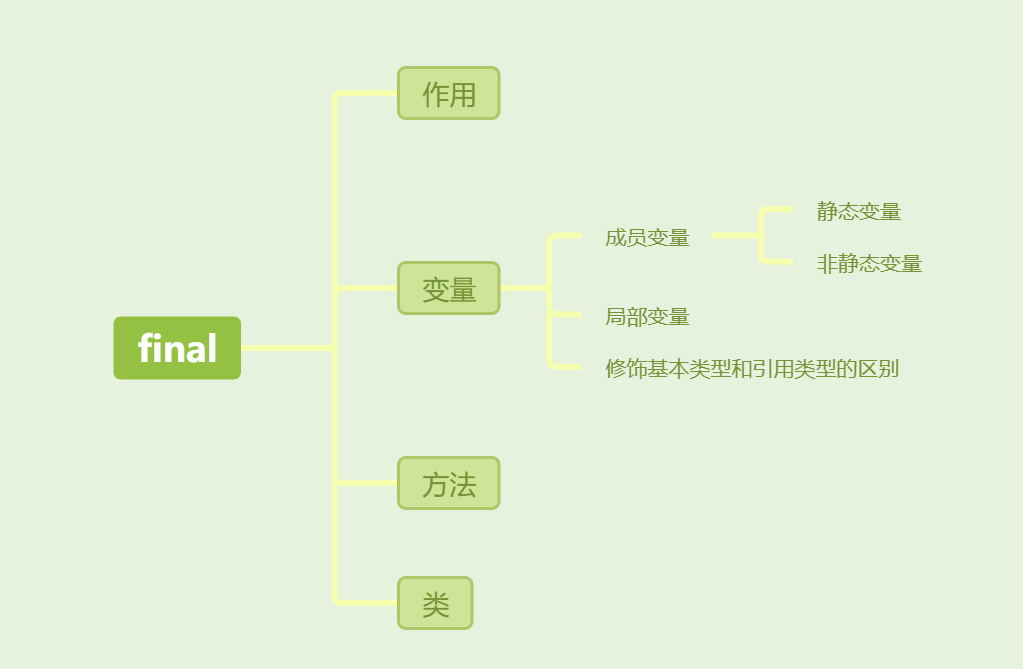 final
作用
变量
成员变量
静态变量
非静态变量
局部变量
修饰基本类型和引用类型的区别
方法
类